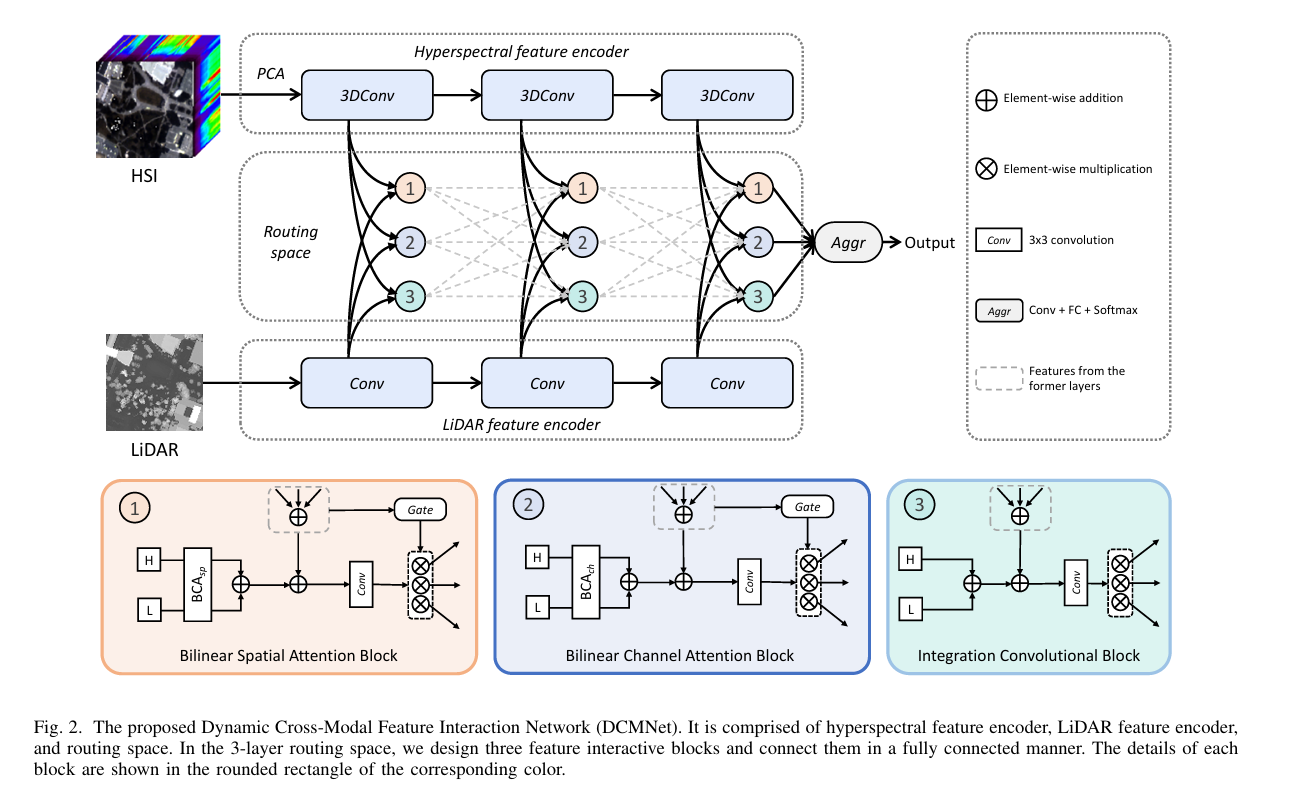 Hyperspectral feature encoder
PCA
3DConv
3DConv
3DConv
HSI
1
1
1
Routing
space
2
2
2
Aggr
Output
3
3
3
LiDAR
Conv
Conv
Conv
LiDAR feature encoder
Element-wise addition
Element-wise multiplication
Conv
3x3 convolution
Aggr
Conv + FC + Softmax
Features from the
former layers
1
Gate
H
BCAsp
L
Conv
Bilinear Spatial Attention Block
2
Gate
H
BCAch
L
Conv
Bilinear Channel Attention Block
3
H
L
Conv
Integration Convolutional Block
Fig. 2. The proposed Dynamic Cross-Modal Feature Interaction Network (DCMNet). It is comprised of hyperspectral feature encoder, LiDAR feature encoder,
and routing space. In the 3-layer routing space, we design three feature interactive blocks and connect them in a fully connected manner. The details of each
block are shown in the rounded rectangle of the corresponding color.